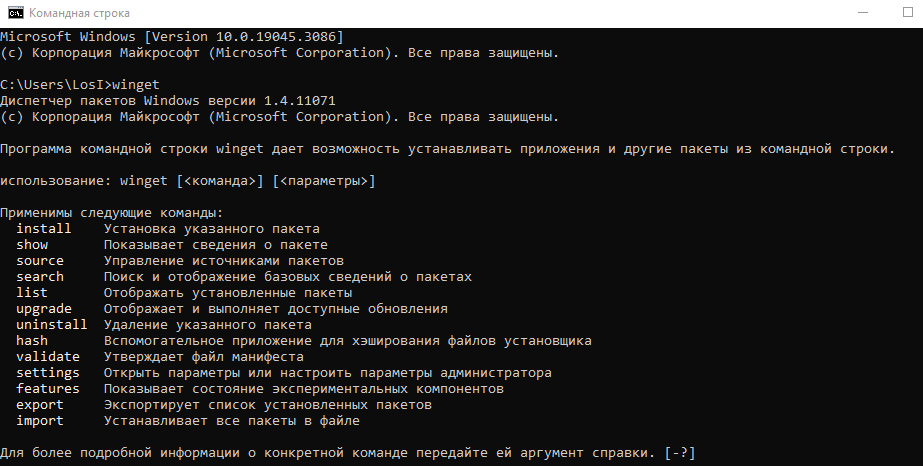 Командная строка
Microsoft Windows [Version 10.0.19045.3086]
(c) Корпорация Майкрософт (Microsoft Corporation). Все права защищены.
C:\Users\LosI>winget
Диспетчер пакетов Windows версии 1.4.11071
(c) Корпорация Майкрософт (Microsoft Corporation). Все права защищены.
Программа командной строки winget дает возможность устанавливать приложения и другие пакеты из командной строки.
использование: winget [<команда>] [<параметры>]
Применимы следующие команды:
install Установка указанного пакета
show Показывает сведения о пакете
source Управление источниками пакетов
search Поиск и отображение базовых сведений о пакетах
list Отображать установленные пакеты
upgrade Отображает и выполняет доступные обновления
uninstall Удаление указанного пакета
hash Вспомогательное приложение для хэширования файлов установщика
validate Утверждает файл манифеста
settings Открыть параметры или настроить параметры администратора
features Показывает состояние экспериментальных компонентов
export Экспортирует список установленных пакетов
import Устанавливает все пакеты в файле
Для более подробной информации о конкретной команде передайте ей аргумент справки. [-?]